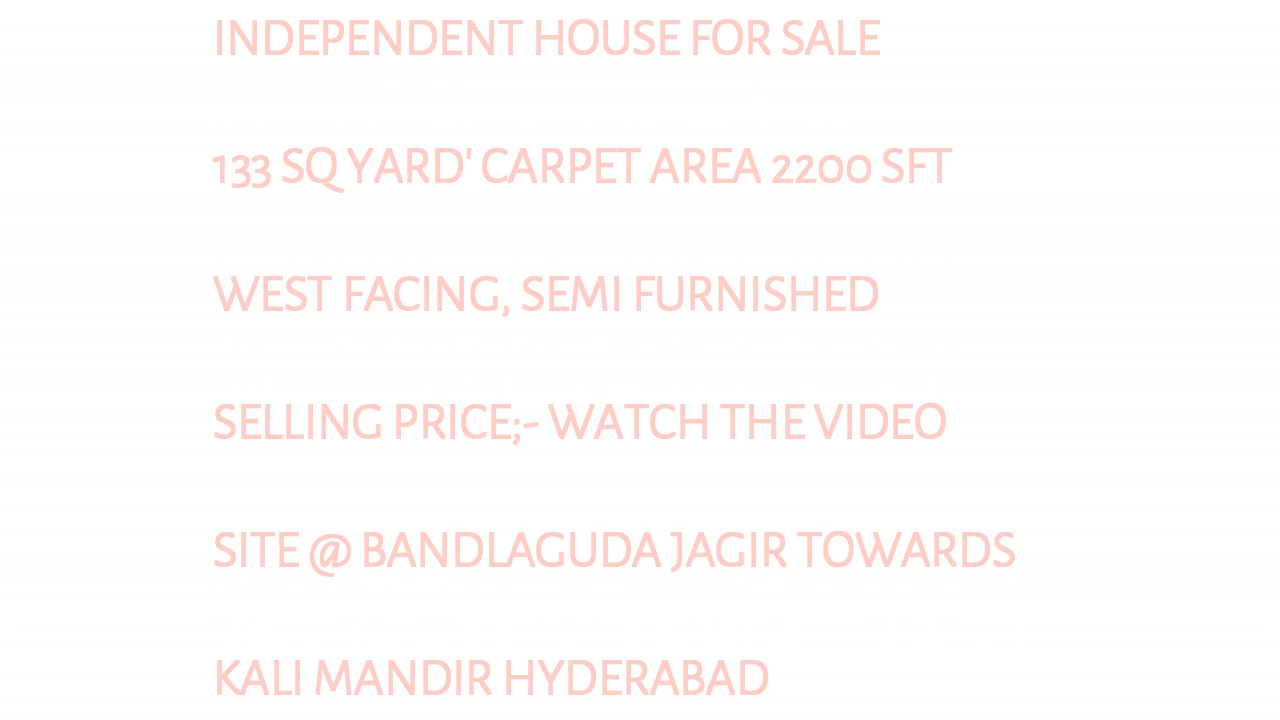 INDEPENDENT HOUSE FOR SALE
133 SQ YARD' CARPET AREA 2200 SFT
WEST FACING, SEMI FURNISHED
SELLING PRICE;- WATCH THE VIDEO
SITE @ BANDLAGUDA JAGIR TOWARDS
KALI MANDIR HYDERABAD